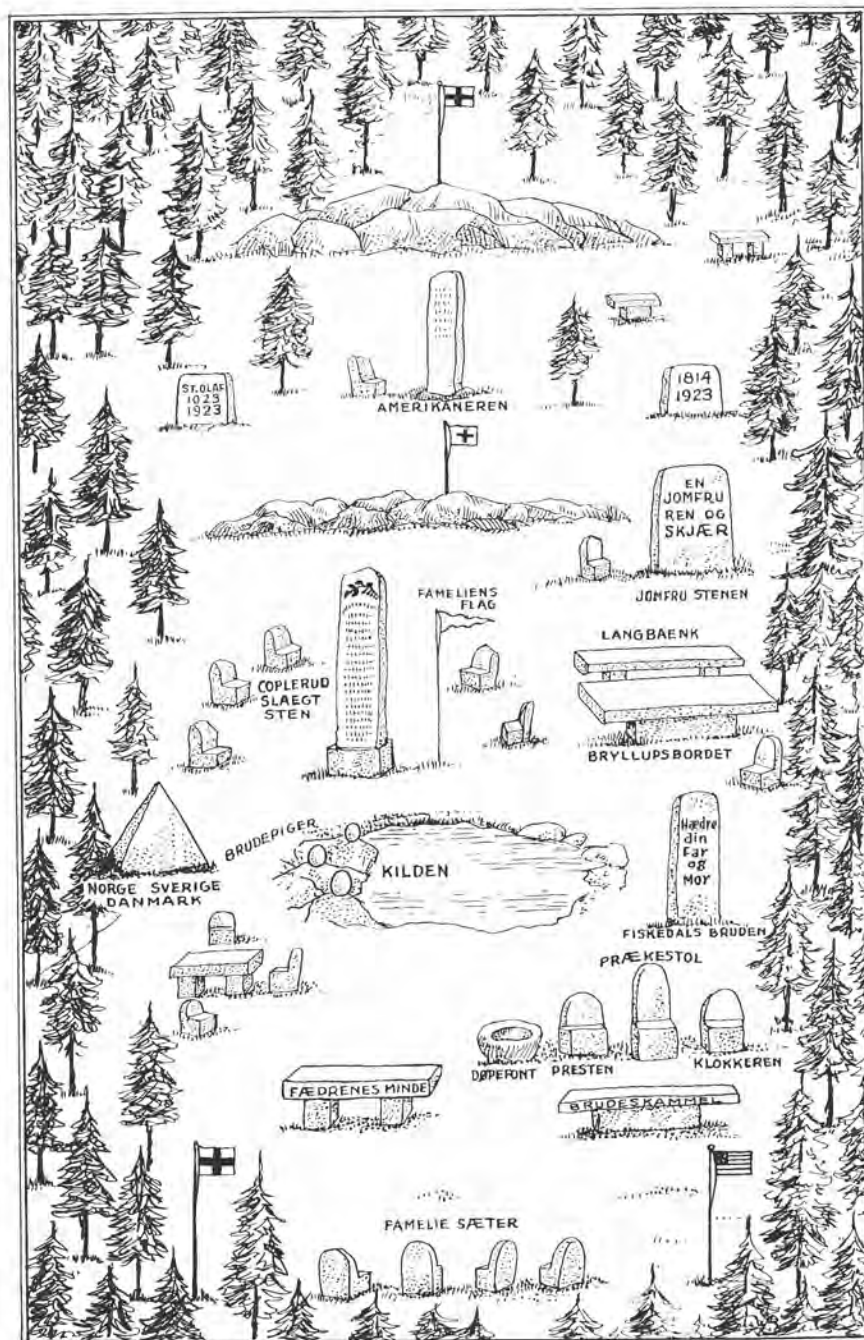 ST. OLAF
1023
1923
AMERIKANEREN
1814
1923
EN
JOMFRU
REN OG
SKJÆR
JOMFRU STENEN
FAMELIENS
FLAG
LANGBAENK
COPLERUD
SLAEGT
STEN
BRYLLUPSBORDET
BRUDEPIGER
KILDEN
Hædre
din
Far
og
Mor
NORGE SVERIGE
DANMARK
FISKEDALS BRUDEN
PRÆKESTOL
DØPEFONT
PRESTEN
KLOKKEREN
FÆDRENES MINDE
BRUDESKAMMEL
FAMELIE SÆTER